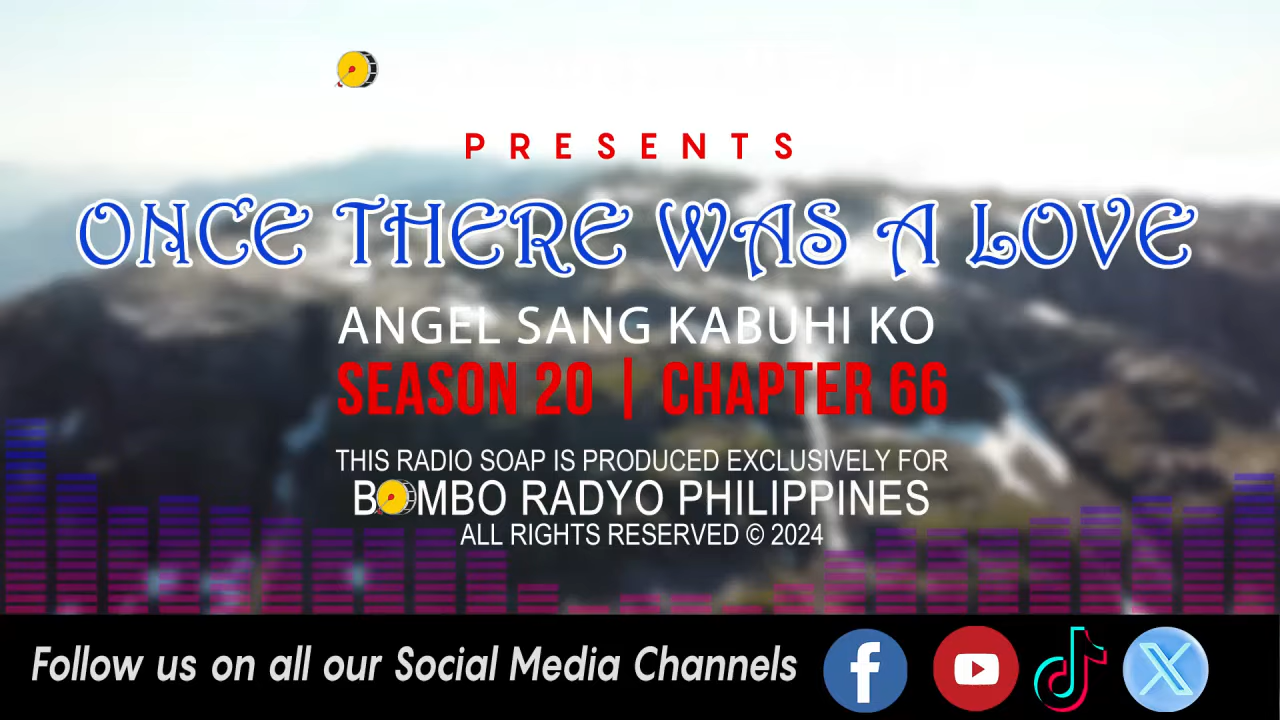 PRESENTS
ONCE THERE WAS A LOVE
ANGEL SANG KABUHI KO
SEASON 20 | CHAPTER 66
THIS RADIO SOAP IS PRODUCED EXCLUSIVELY FOR
BOMBO RADYO PHILIPPINES
ALL RIGHTS RESERVED © 2024
Follow us on all our Social Media Channels